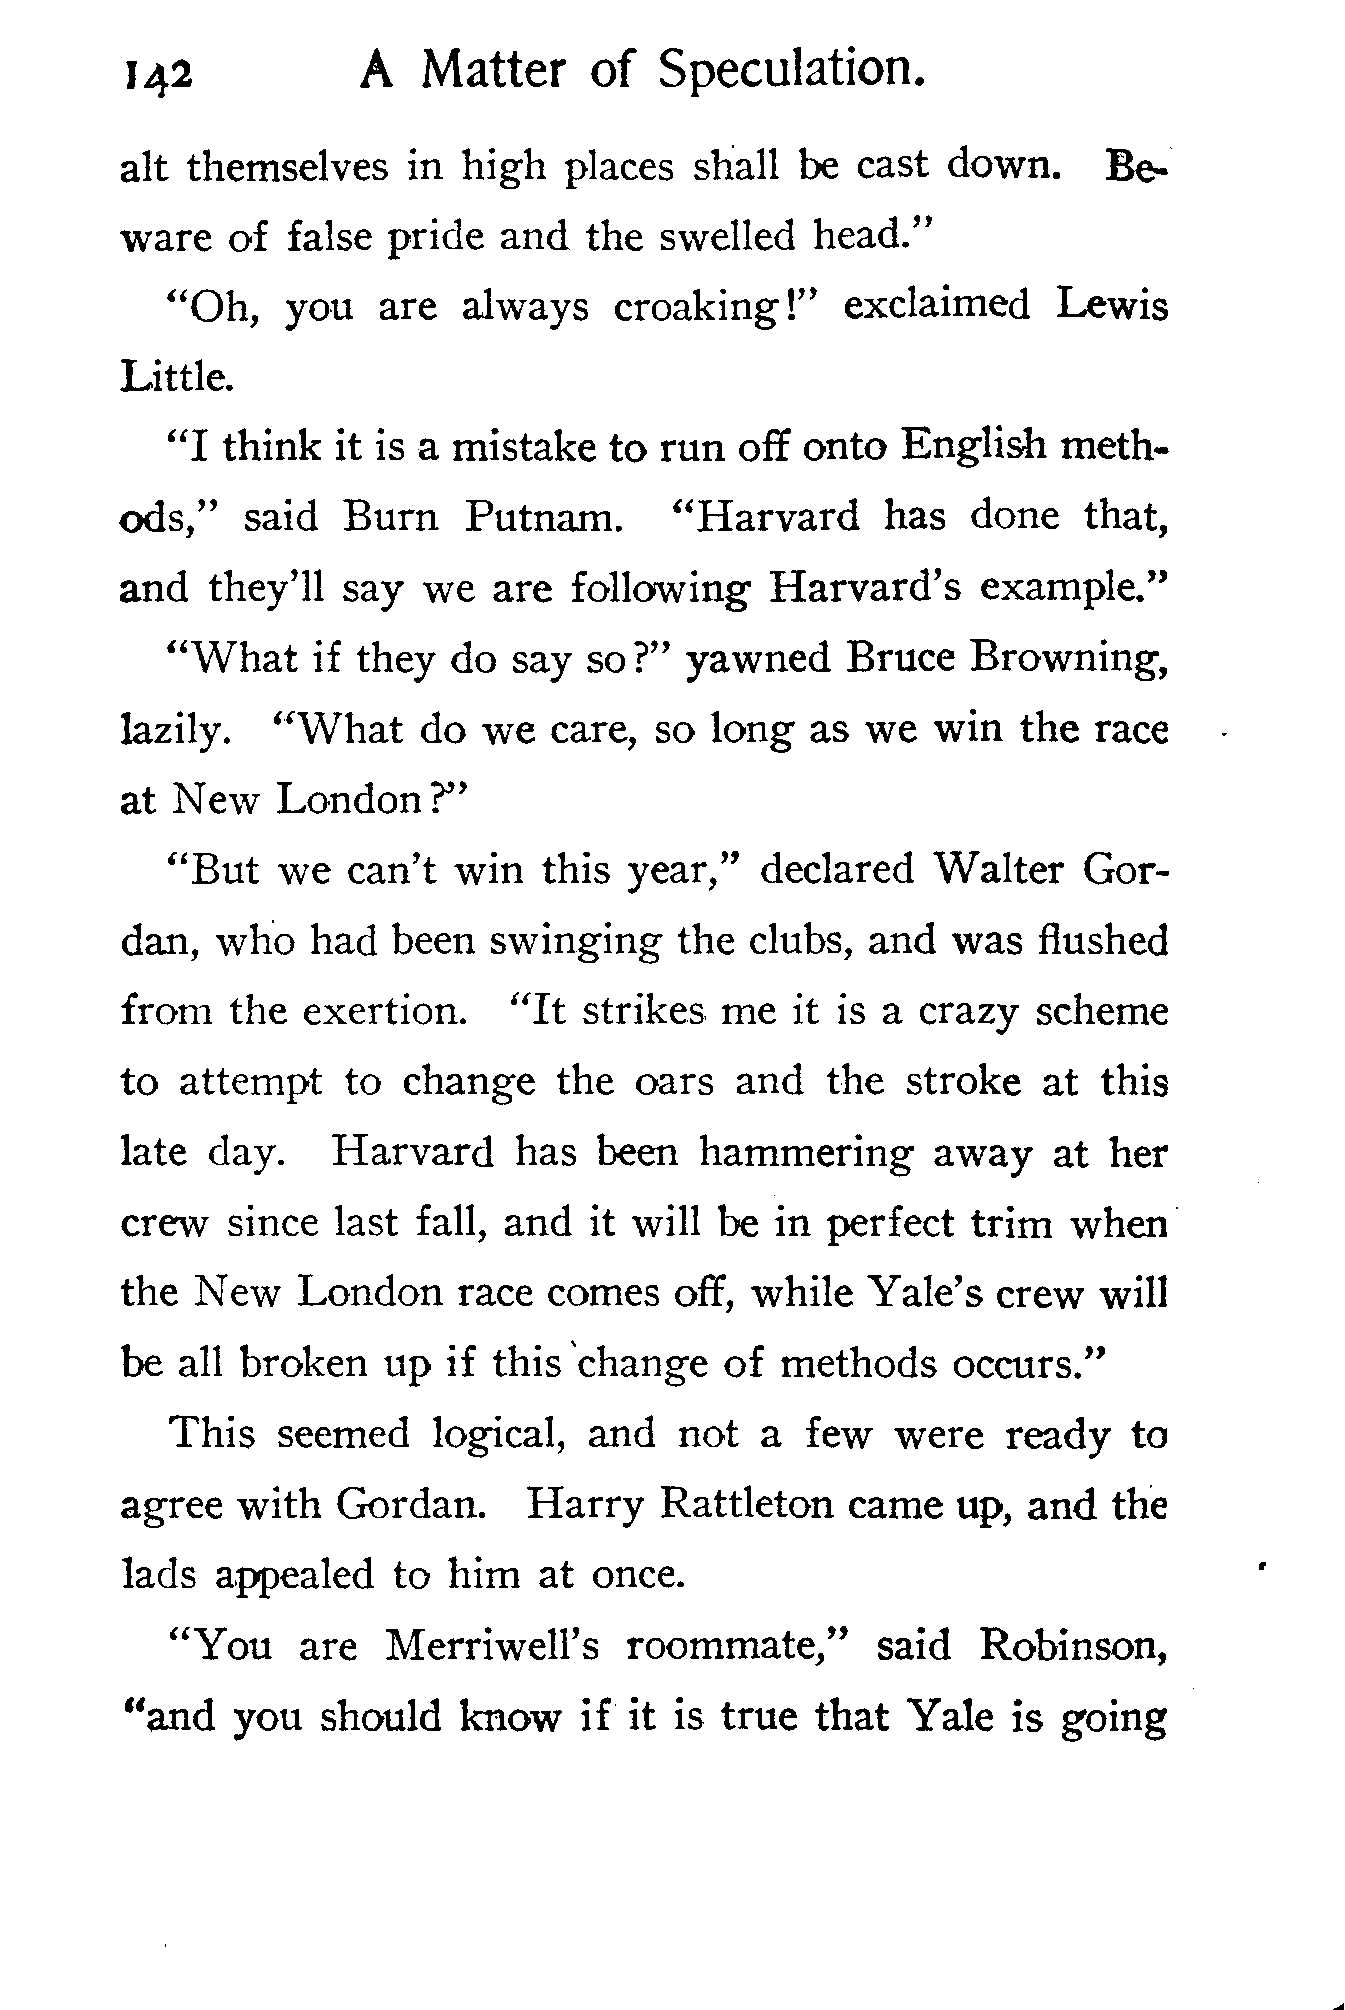 142 A Matter of Speculation.
alt themselves in high places shall be cast down. Be-
ware of false pride and the swelled head.”
“Oh, you are always croaking!” exclaimed Lewis
Little.
“I think it is a mistake to run off onto English meth-
ods,” said Burn Putnam. “Harvard has done that,
and they’ll say we are following Harvard’s example.”
“What if they do say so?” yawned Bruce Browning,
lazily. “What do we care, so long as we win the race
at New London?”
“But we can’t win this year,” declared Walter Gor-
dan, who had been swinging the clubs, and was flushed
from the exertion. “It strikes me it is a crazy scheme
to attempt to change the oars and the stroke at this
late day. Harvard has been hammering away at her
crew since last fall, and it will be in perfect trim when
the New London race comes off, while Yale’s crew will
be all broken up if this change of methods occurs.”
This seemed logical, and not a few were ready to
agree with Gordan. Harry Rattleton came up, and the
lads appealed to him at once.
“You are Merriwell’s roommate,” said Robinson,
“and you should know if it is true that Yale is going